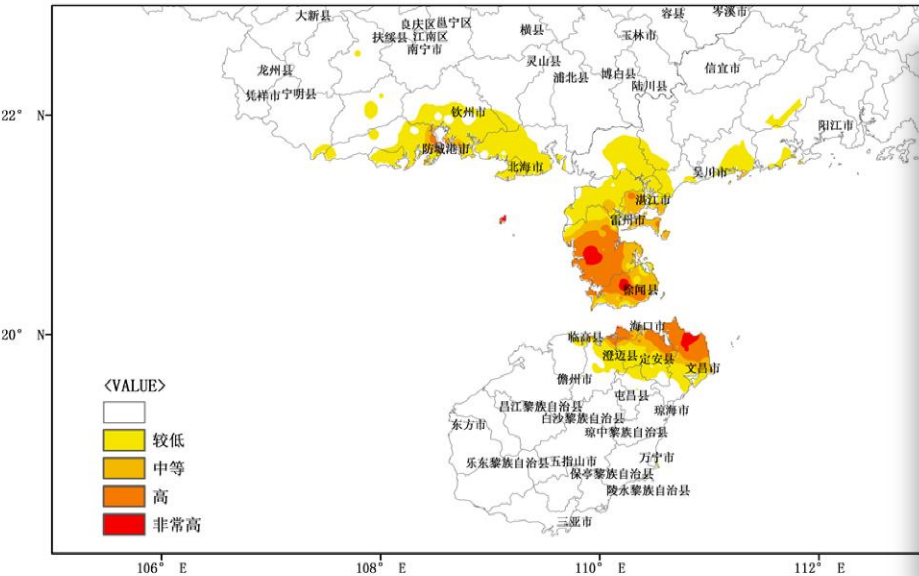 大新县
良庆区
邕宁区
容县
岑溪市
扶绥县
江南区
横县
玉林市
南宁市
龙州县
灵山县
博白县
信宜市
浦北县
陆川县
凭祥市
宁明县
22° N
钦州市
阳江市
防城港市
北海市
吴川市
湛江市
雷州市
徐闻县
20° N
海口市
临高县
澄迈县
定安县
文昌市
儋州市
<VALUE>
屯昌县
昌江黎族自治县
琼海市
白沙黎族自治县
东方市
琼中黎族自治县
较低
乐东黎族自治县
五指山市
万宁市
中等
保亭黎族自治县
高
陵水黎族自治县
非常高
三亚市
106° E
108° E
110° E
112° E